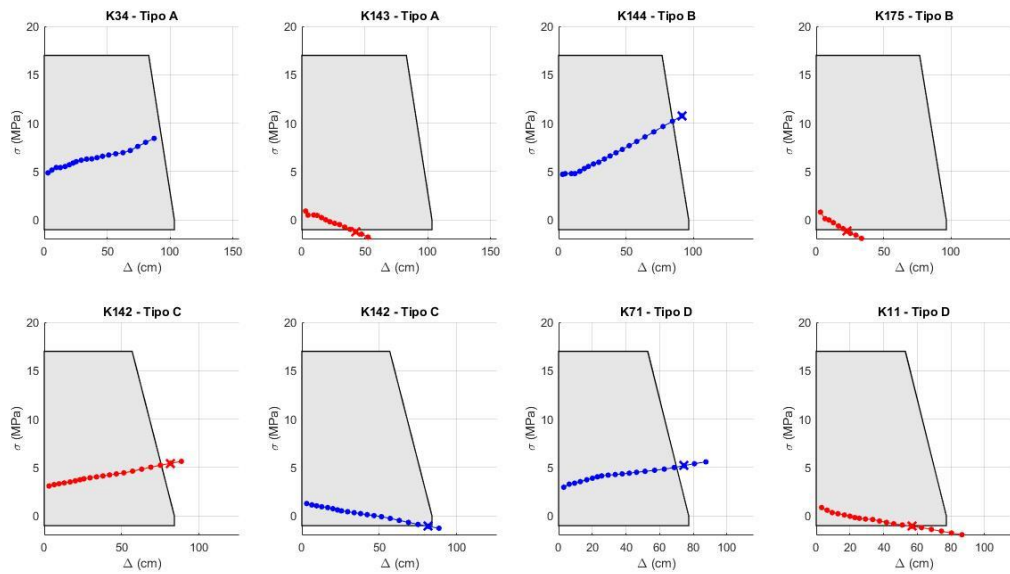 K34 - Tipo A
20
15
10
5
0
σ (MPa)
0 50 100 150
Δ (cm)
K143 - Tipo A
20
15
10
5
0
σ (MPa)
0 50 100 150
Δ (cm)
K144 - Tipo B
20
15
10
5
0
σ (MPa)
0 50 100
Δ (cm)
K175 - Tipo B
20
15
10
5
0
σ (MPa)
0 50 100
Δ (cm)
K142 - Tipo C
20
15
10
5
0
σ (MPa)
0 50 100
Δ (cm)
K142 - Tipo C
20
15
10
5
0
σ (MPa)
0 50 100
Δ (cm)
K71 - Tipo D
20
15
10
5
0
σ (MPa)
0 20 40 60 80 100
Δ (cm)
K11 - Tipo D
20
15
10
5
0
σ (MPa)
0 20 40 60 80 100
Δ (cm)